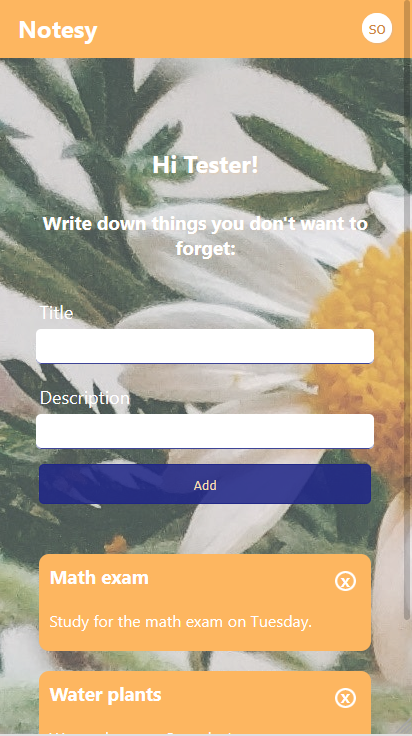 Notesy
so
Hi Tester!
Write down things you don't want to
forget:
Title
Description
Add
Math exam
x
Study for the math exam on Tuesday.
Water plants
x